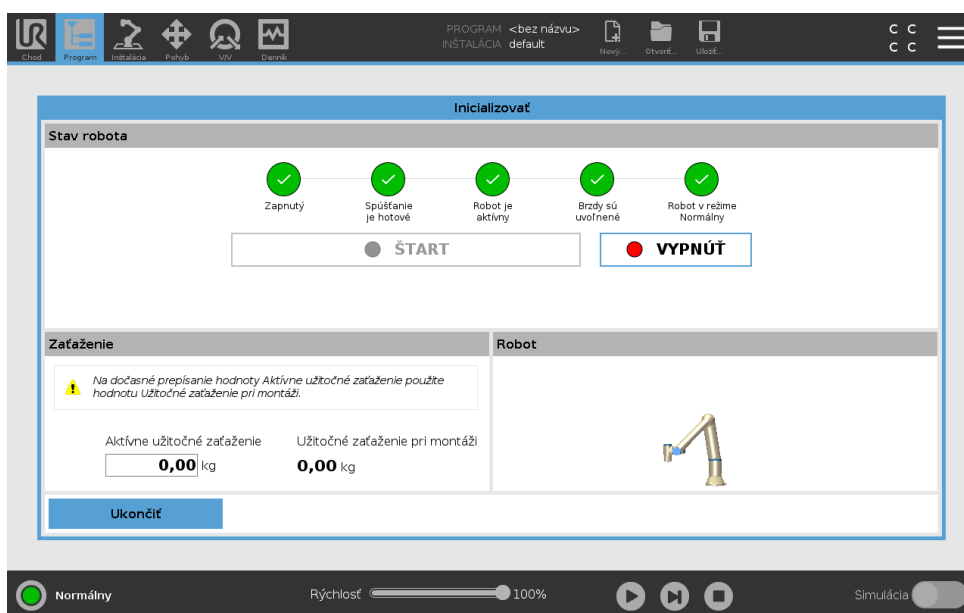 UR
PROGRAM <bez názvu>
INŠTALÁCIA default
C C
C C
Chod
Program
Inštalácia
Pohyb
V/V
Denník
Nový...
Otvoriť...
Uložiť...
Inicializovať
Stav robota
Zapnutý
Spúšťanie
je hotové
Robot je
aktívny
Brzdy sú
uvoľnené
Robot v režime
Normálny
ŠTART
VYPNÚŤ
Zaťaženie
Robot
Na dočasné prepísanie hodnoty Aktívne užitočné zaťaženie použite
hodnotu Užitočné zaťaženie pri montáži.
Aktívne užitočné zaťaženie
Užitočné zaťaženie pri montáži
0,00 kg
0,00 kg
Ukončiť
Normálny
Rýchlosť
100%
Simulácia